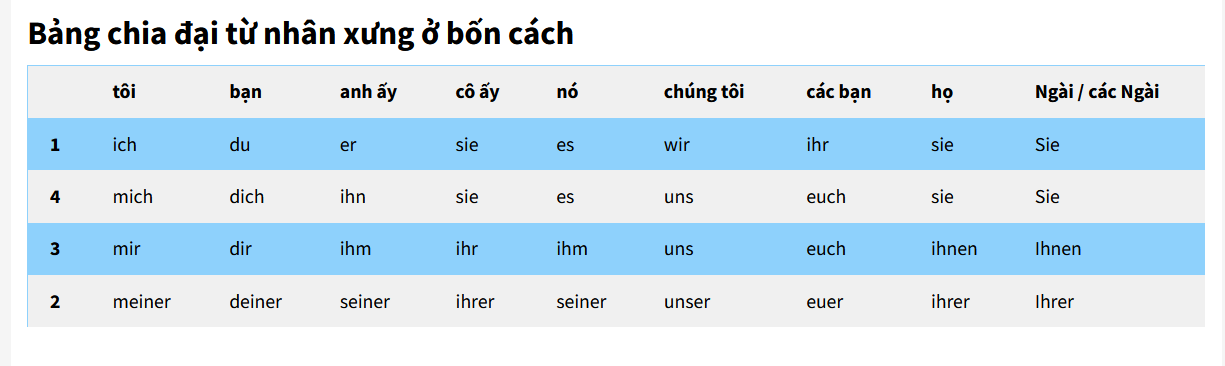 Bảng chia đại từ nhân xưng ở bốn cách
tôi bạn anh ấy cô ấy nó chúng tôi các bạn họ Ngài / các Ngài
1 ich du er sie es wir ihr sie Sie
4 mich dich ihn sie es uns euch sie Sie
3 mir dir ihm ihr ihm uns euch ihnen Ihnen
2 meiner deiner seiner ihrer seiner unser euer ihrer Ihrer